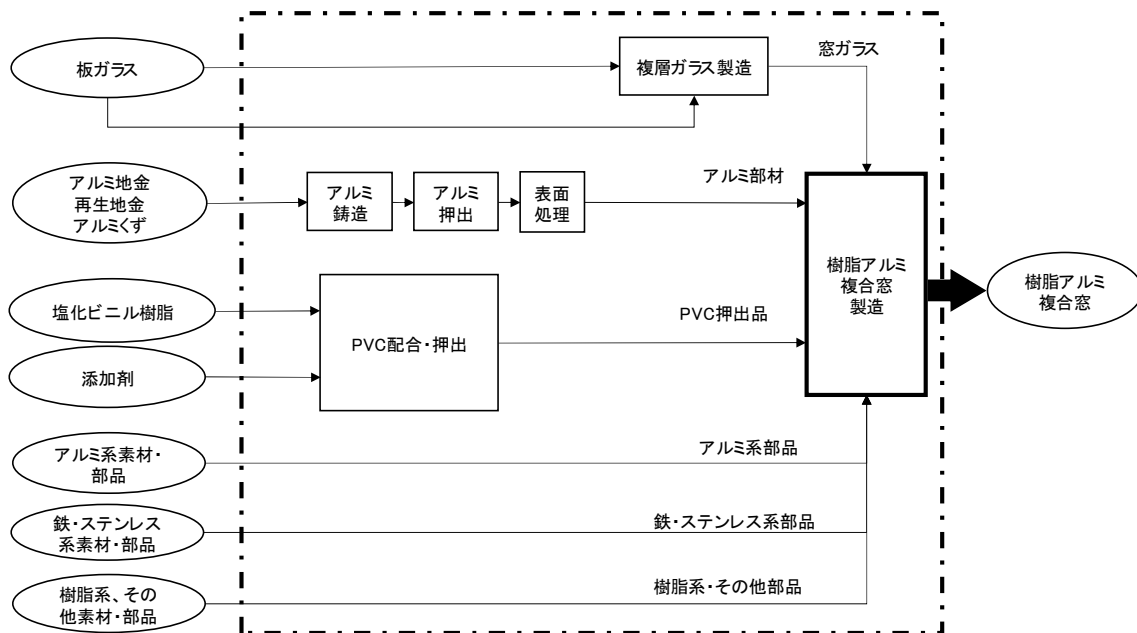 窓ガラス
板ガラス
複層ガラス製造
アルミ地金
再生地金
アルミくず
アルミ
鋳造
アルミ
押出
表面
処理
アルミ部材
樹脂アルミ
複合窓
製造
樹脂アルミ
複合窓
塩化ビニル樹脂
添加剤
PVC配合・押出
PVC押出品
アルミ系素材・
部品
アルミ系部品
鉄・ステンレス
系素材・部品
鉄・ステンレス系部品
樹脂系、その
他素材・部品
樹脂系・その他部品